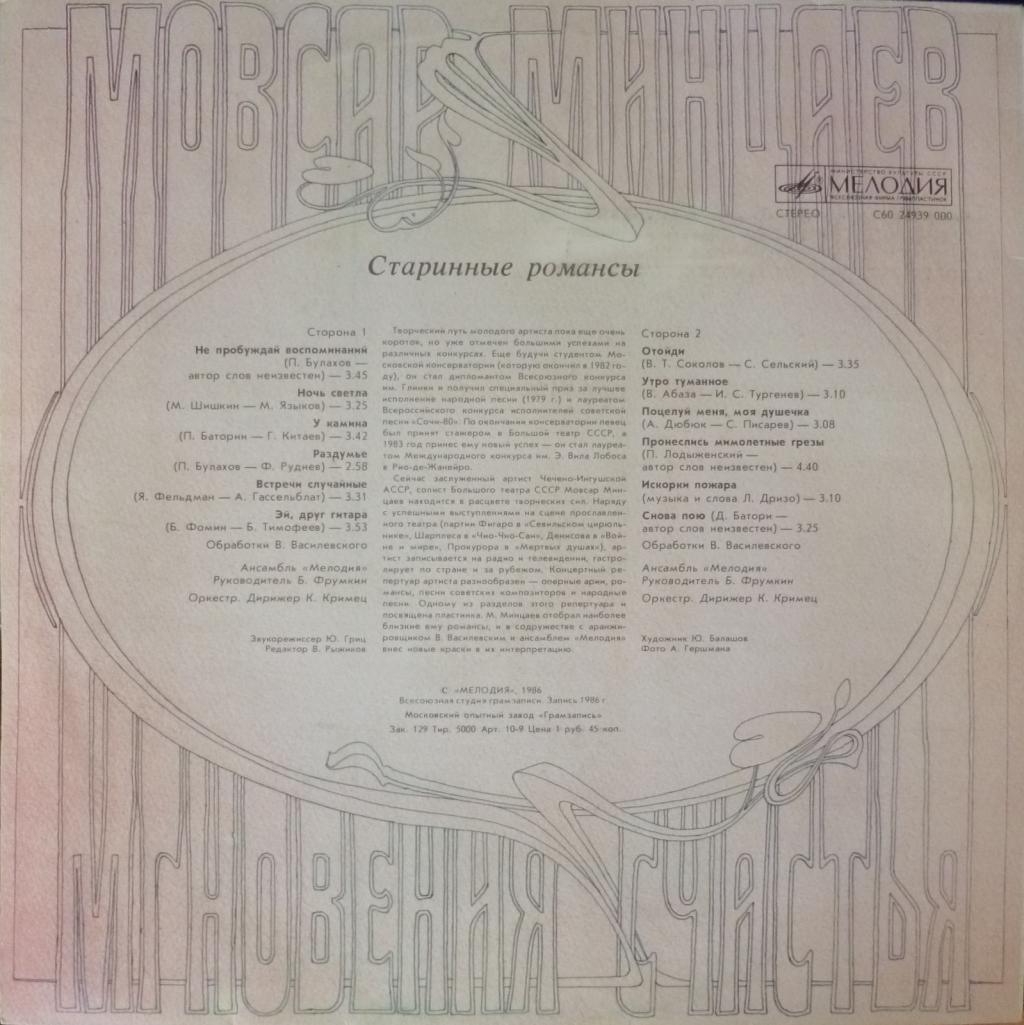 МОВСАР МИНЦАЕВ
МИНИСТЕРСТВО КУЛЬТУРЫ СССР
МЕЛОДИЯ
ВСЕСОЮЗНАЯ ФИРМА ГРАМПЛАСТИНОК
СТЕРЕО С60 24939 000
Старинные романсы
Сторона 1
Не пробуждай воспоминаний
(П. Булахов —
автор слов неизвестен) — 3.45
Ночь светла
(М. Шишкин — М. Языков) — 3.25
У камина
(П. Баторин — Г. Китаев) — 3.42
Раздумье
(П. Булахов — Ф. Руднев) — 2.58
Встречи случайные
(Я. Фельдман — А. Гассельблат) — 3.31
Эй, друг гитара
(Б. Фомин — Б. Тимофеев) — 3.53
Обработки В. Василевского
Ансамбль «Мелодия»
Руководитель Б. Фрумкин
Оркестр. Дирижер К. Кримец
Звукорежиссер Ю. Гриц
Редактор В. Рыжиков
Творческий путь молодого артиста пока еще очень
короток, но уже отмечен большими успехами на
различных конкурсах. Еще будучи студентом Мос-
ковской консерватории (которую окончил в 1982 го-
ду), он стал дипломантом Всесоюзного конкурса
им. Глинки и получил специальный приз за лучшее
исполнение народной песни (1979 г.) и лауреатом
Всероссийского конкурса исполнителей советской
песни «Сочи-80». По окончании консерватории певец
был принят стажером в Большой театр СССР, а
1983 год принес ему новый успех — он стал лауреа-
том Международного конкурса им. Э. Вила Лобоса
в Рио-де-Жанейро.
Сейчас заслуженный артист Чечено-Ингушской
АССР, солист Большого театра СССР Мовсар Мин-
цаев находится в расцвете творческих сил. Наряду
с успешными выступлениями на сцене прославлен-
ного театра (партии Фигаро в «Севильском цирюль-
нике», Шарплеса в «Чио-Чио-Сан», Денисова в «Вой-
не и мире», Прокурора в «Мертвых душах»), ар-
тист записывается на радио и телевидении, гастро-
лирует по стране и за рубежом. Концертный ре-
пертуар артиста разнообразен — оперные арии, ро-
мансы, песни советских композиторов и народные
песни. Одному из разделов этого репертуара и
посвящена пластинка. М. Минцаев отобрал наиболее
близкие ему романсы, и в содружестве с аранжи-
ровщиком В. Василевским и ансамблем «Мелодия»
внес новые краски в их интерпретацию.
Сторона 2
Отойди
(В. Т. Соколов — С. Сельский) — 3.35
Утро туманное
(В. Абаза — И. С. Тургенев) — 3.10
Поцелуй меня, моя душечка
(А. Дюбюк — С. Писарев) — 3.08
Пронеслись мимолетные грезы
(П. Лодыженский —
автор слов неизвестен) — 4.40
Искорки пожара
(музыка и слова Л. Дризо) — 3.10
Снова пою (Д. Батори —
автор слов неизвестен) — 3.25
Обработки В. Василевского
Ансамбль «Мелодия»
Руководитель Б. Фрумкин
Оркестр. Дирижер К. Кримец
Художник Ю. Балашов
Фото А. Гершмана
С «МЕЛОДИЯ», 1986
Всесоюзная студия грамзаписи. Запись 1986 г.
Московский опытный завод «Грамзапись»
Зак. 129 Тир. 5000 Арт. 10-9 Цена 1 руб. 45 коп.
МГНОВЕНИЯ СЧАСТЬЯ